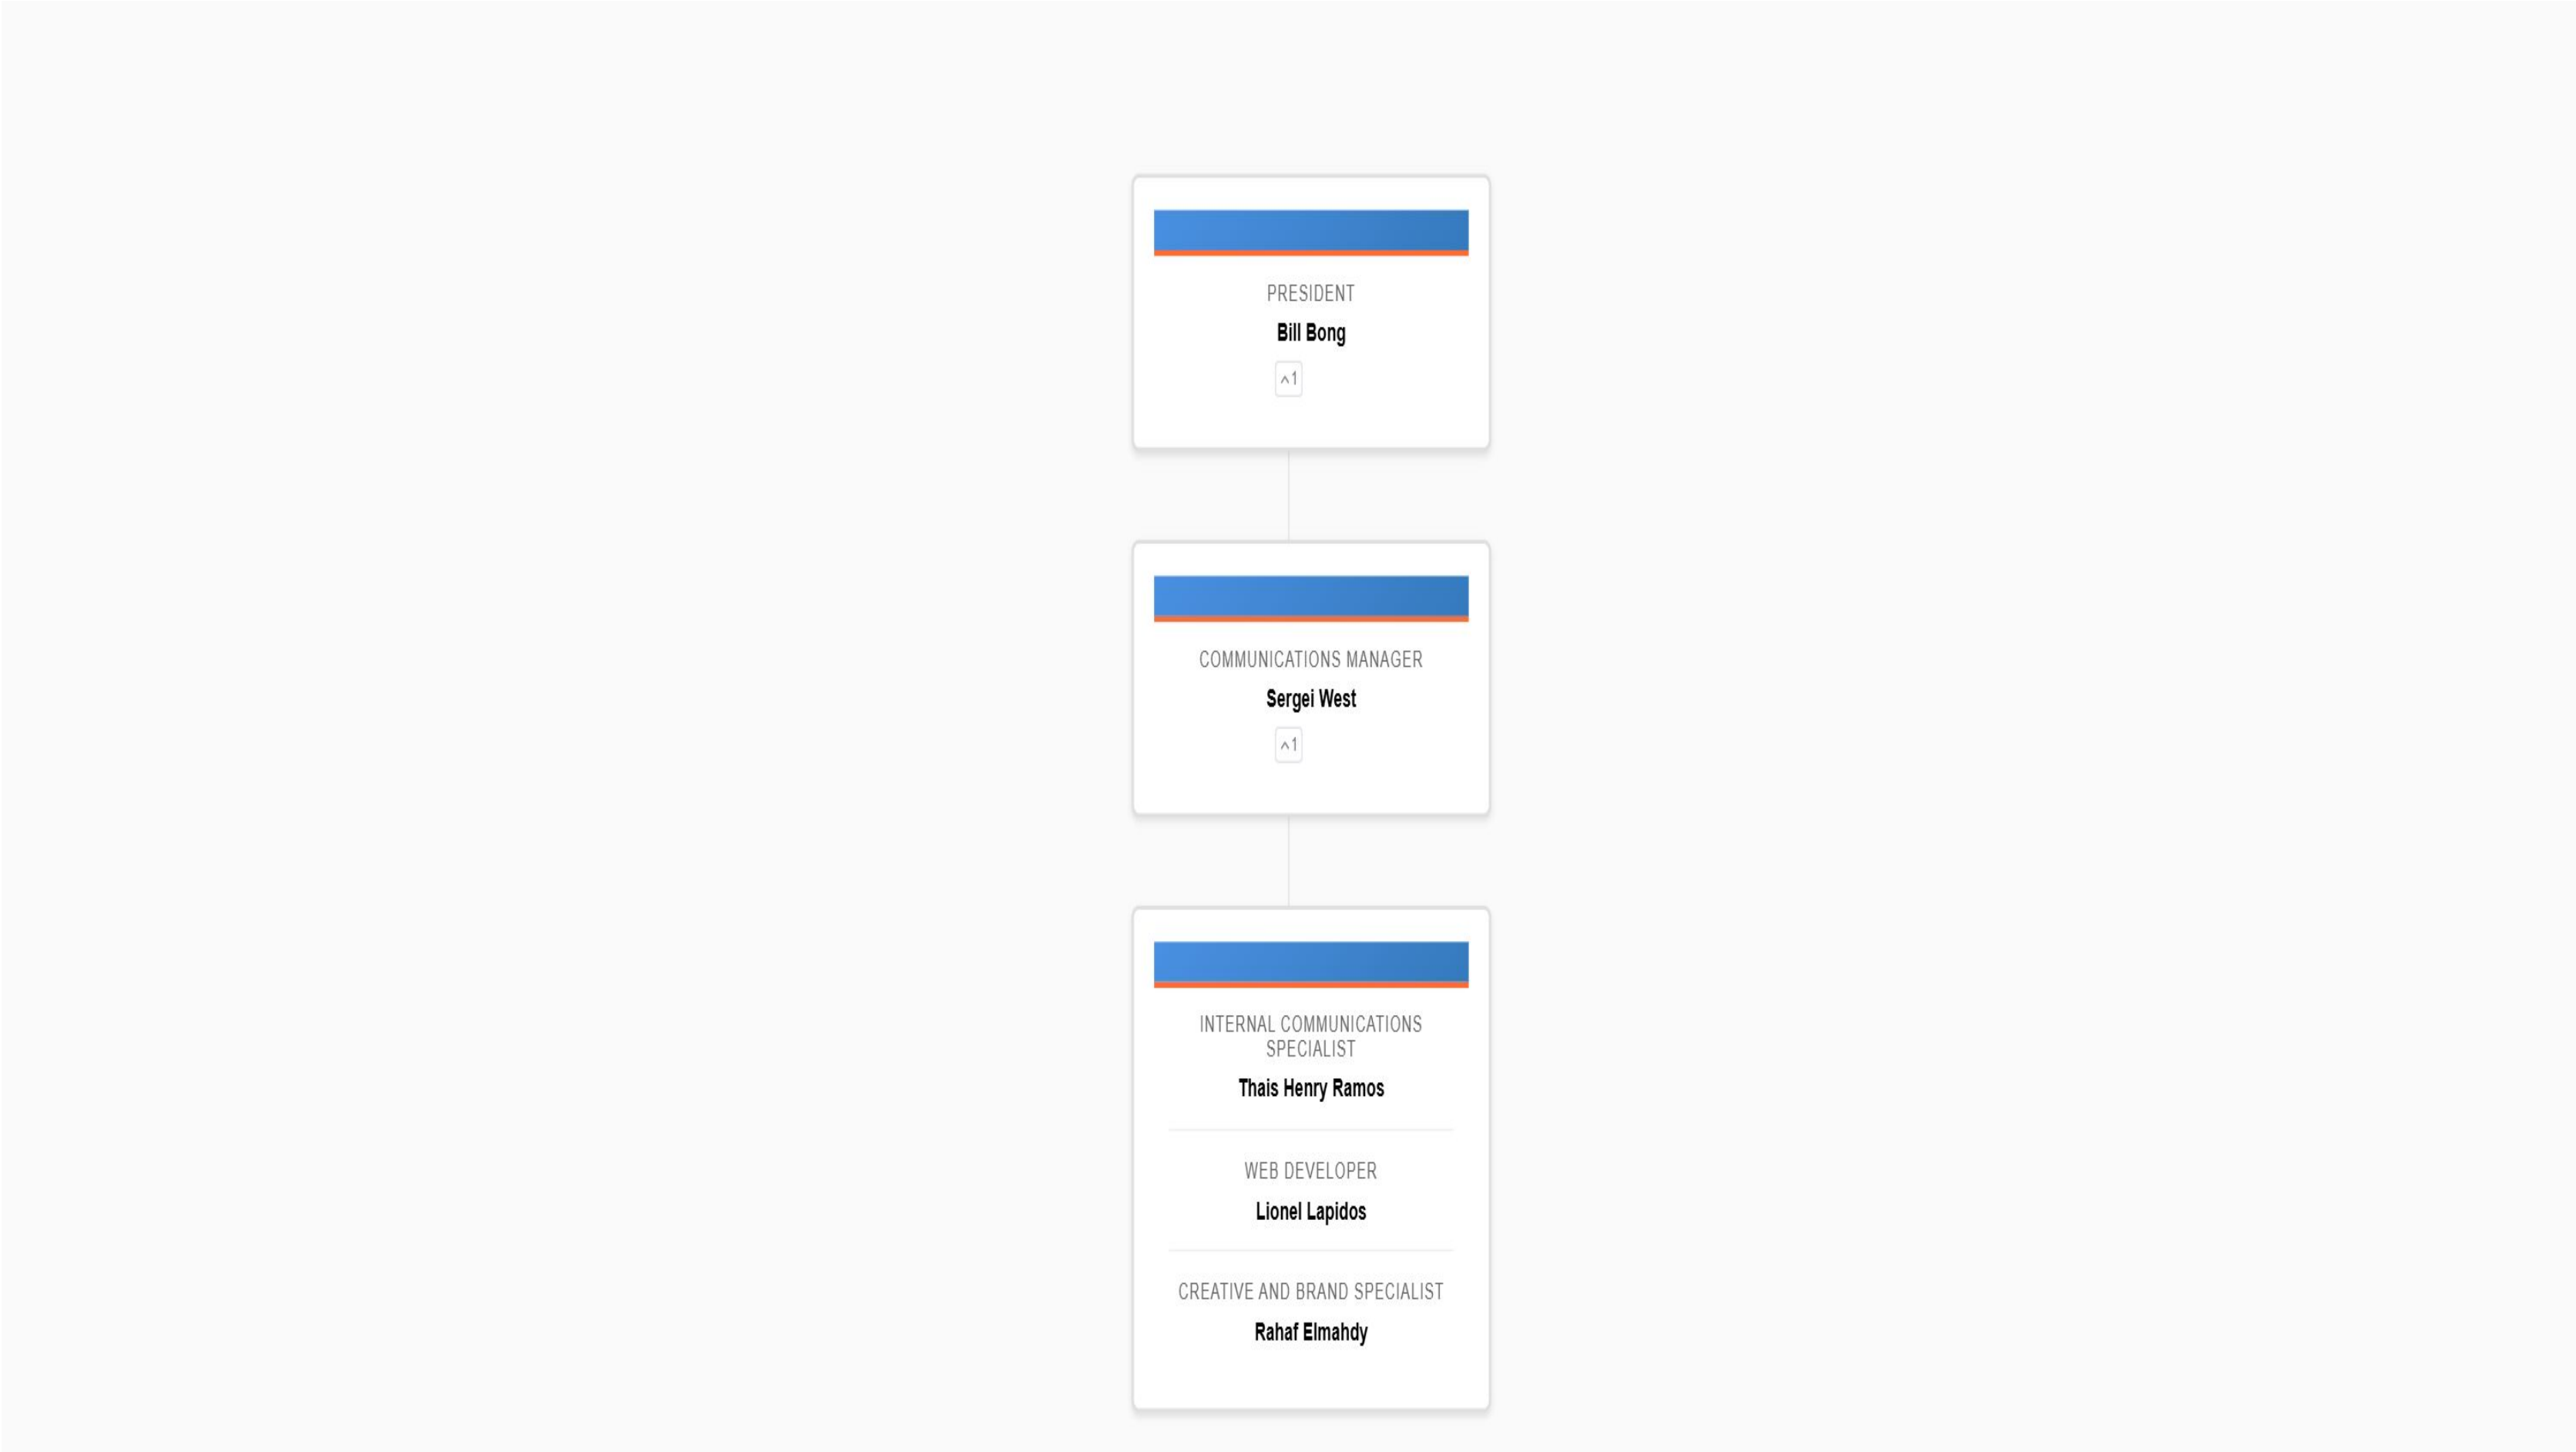 PRESIDENT
Bill Bong
^1
COMMUNICATIONS MANAGER
Sergei West
^1
INTERNAL COMMUNICATIONS
SPECIALIST
Thais Henry Ramos
WEB DEVELOPER
Lionel Lapidos
CREATIVE AND BRAND SPECIALIST
Rahaf Elmahdy